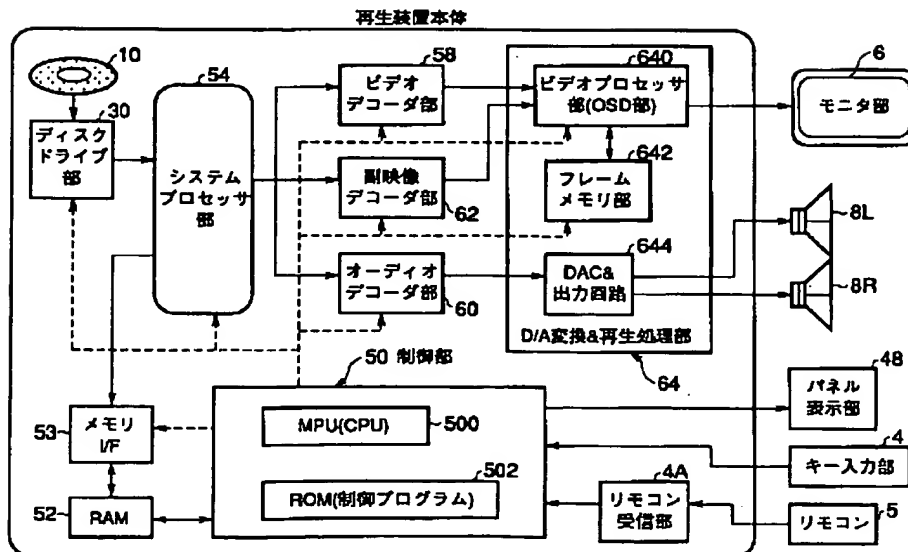 再生装置本体
10
54
30
ディスク
ドライブ
部
システム
プロセッサ
部
58
ビデオ
デコーダ部
副映像
デコーダ部
62
オーディオ
デコーダ部
60
640
ビデオプロセッサ
部(OSD部)
642
フレーム
メモリ部
644
DAC&
出力回路
D/A変換&再生処理部
64
6
モニタ部
8L
8R
50 制御部
MPU(CPU)
500
502
ROM(制御プログラム)
53
メモリ
I/F
52
RAM
48
パネル
表示部
4
キー入力部
4A
リモコン
受信部
5
リモコン